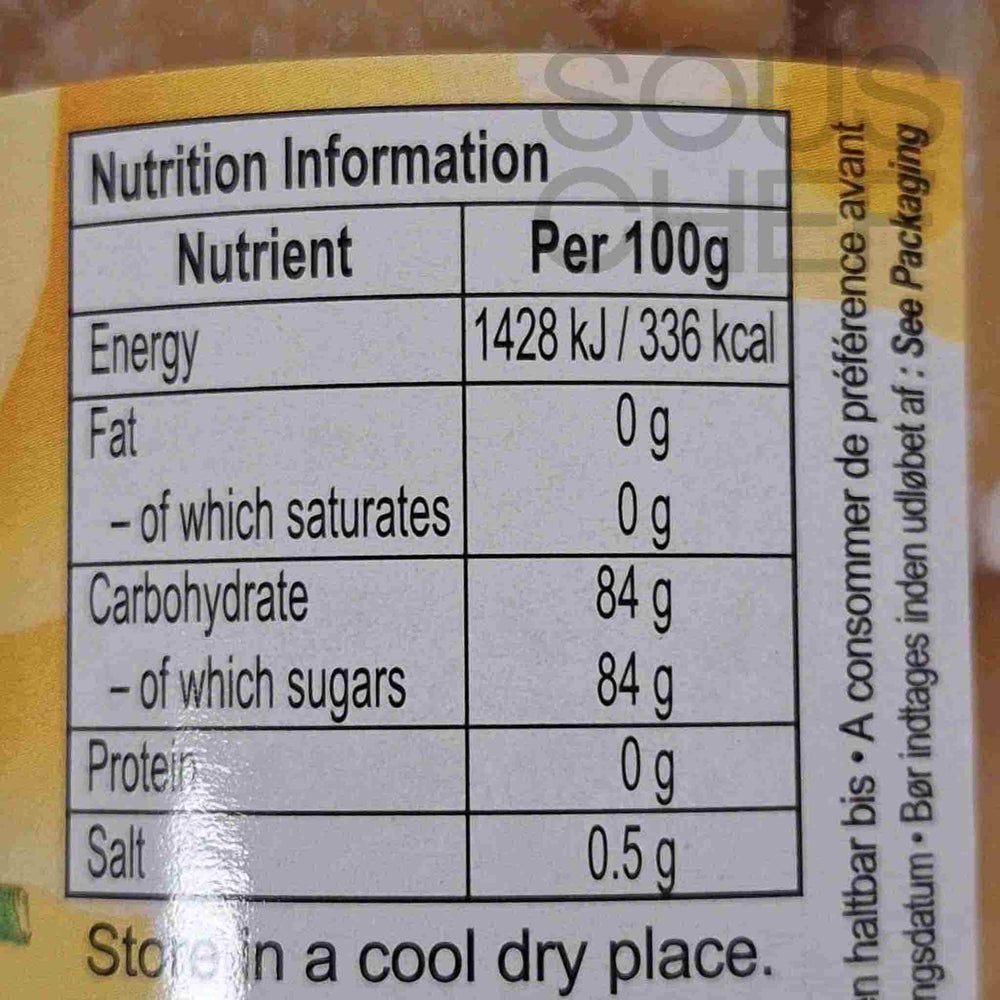 SOUS
CHEF
Nutrition Information
Nutrient Per 100g
Energy 1428 kJ / 336 kcal
Fat 0 g
– of which saturates 0 g
Carbohydrate 84 g
– of which sugars 84 g
Protein 0 g
Salt 0.5 g
Store in a cool dry place.
haltbar bis • A consommer de préférence avant
• Bør indtages inden udløbet af : See Packaging